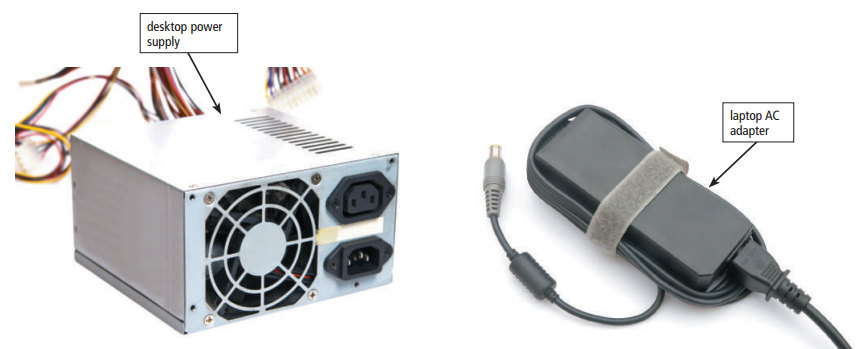 desktop power
supply
laptop AC
adapter